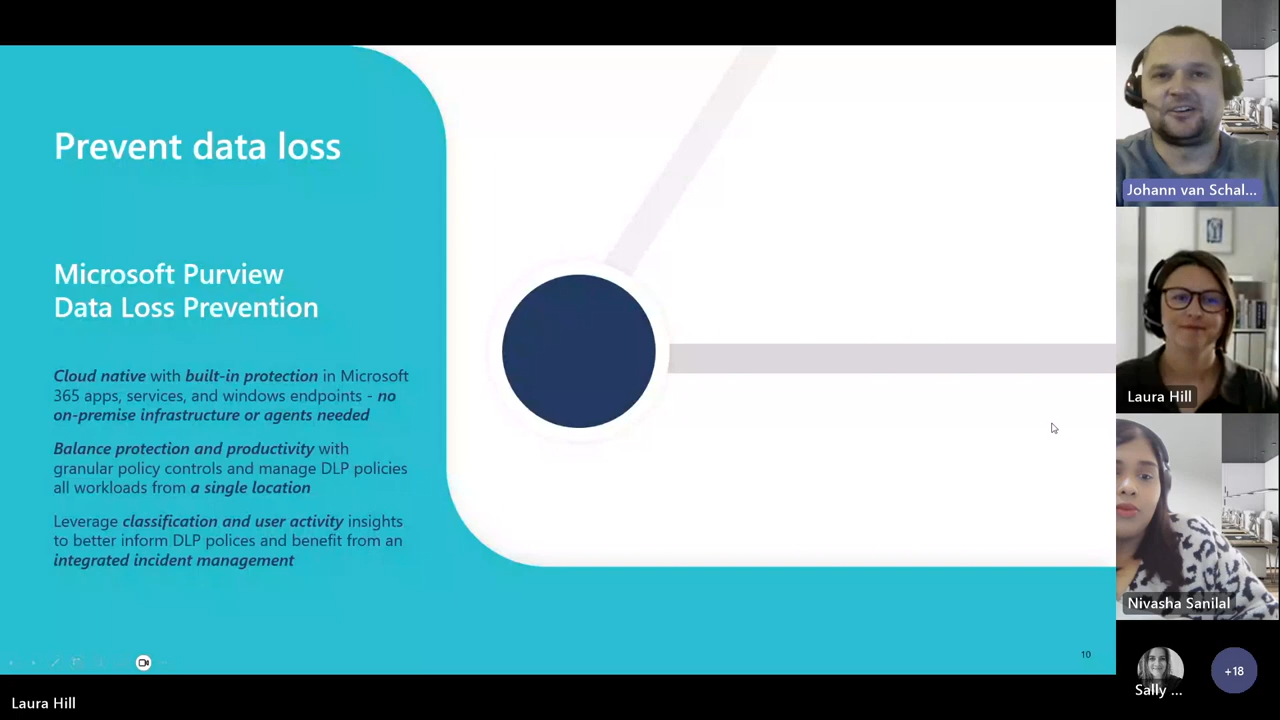 Prevent data loss
Microsoft Purview
Data Loss Prevention
Cloud native with built-in protection in Microsoft
365 apps, services, and windows endpoints - no
on-premise infrastructure or agents needed
Balance protection and productivity with
granular policy controls and manage DLP policies
all workloads from a single location
Leverage classification and user activity insights
to better inform DLP polices and benefit from an
integrated incident management
10
Laura Hill
Johann van Schal...
Laura Hill
Nivasha Sanilal
Sally ...
+18